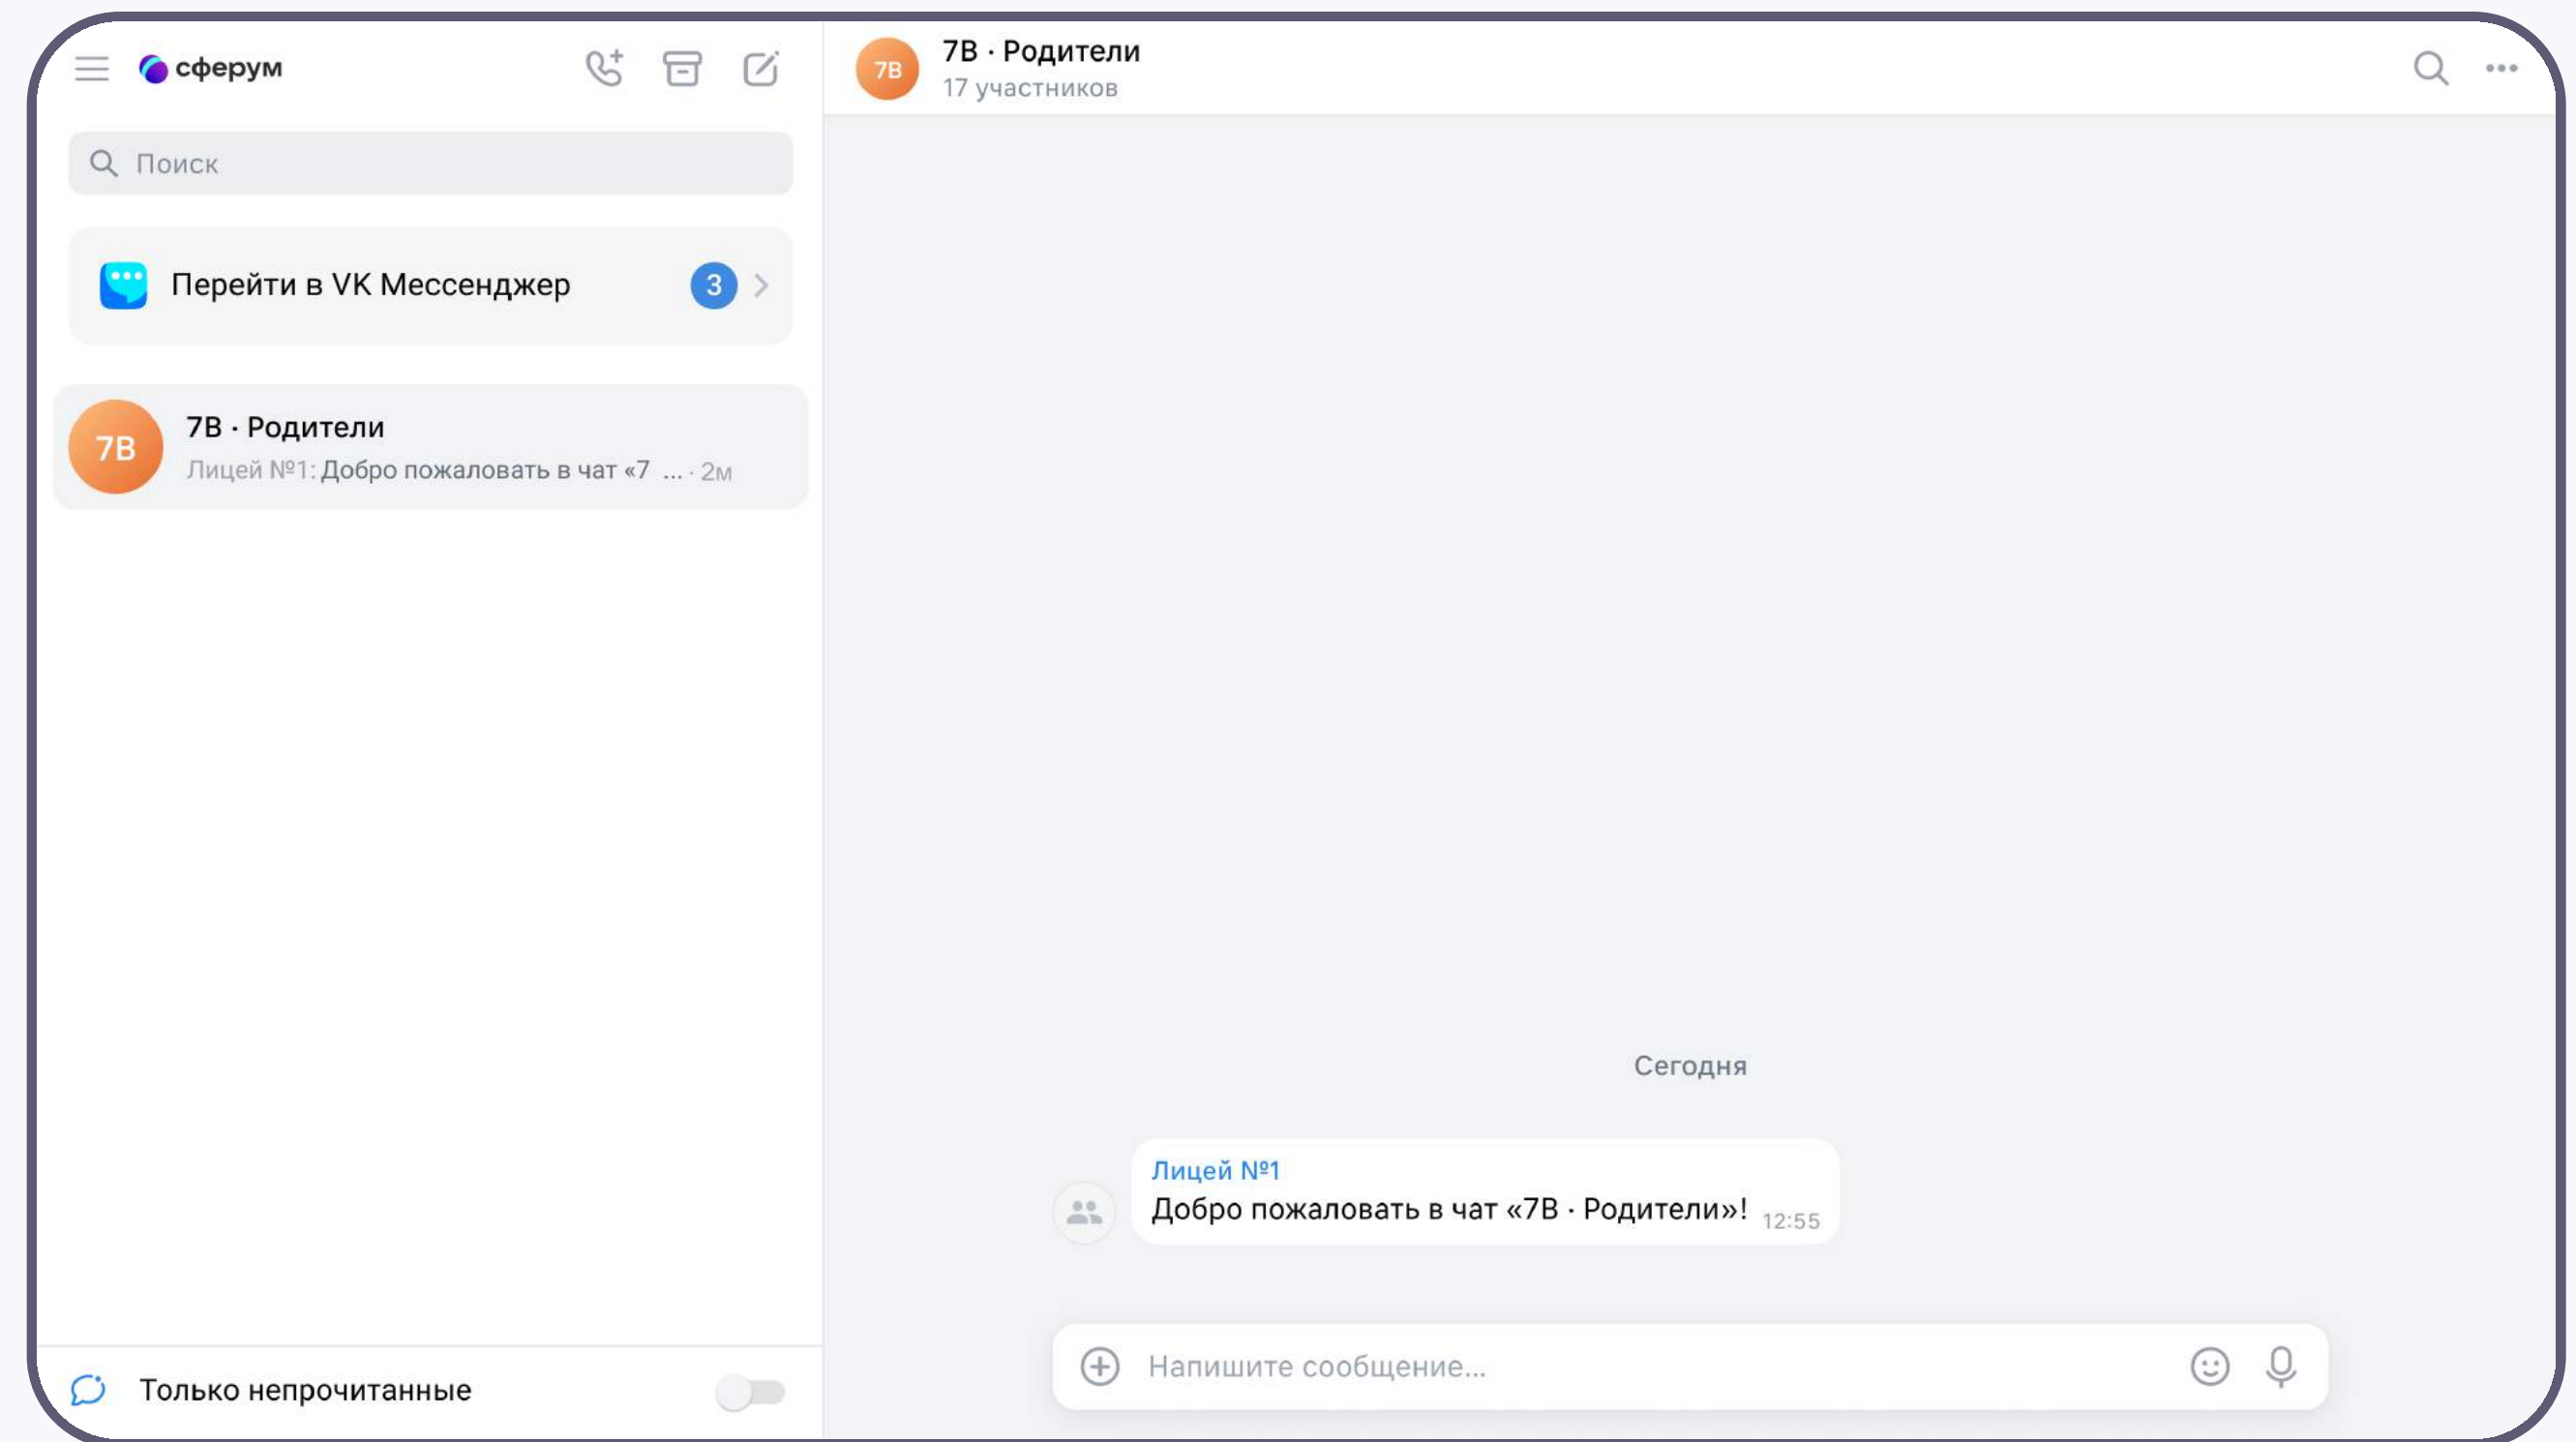 сферум
Поиск
Перейти в VK Мессенджер
3
7В
7В · Родители
Лицей №1: Добро пожаловать в чат «7 ... · 2м
Только непрочитанные
7В
7В · Родители
17 участников
Сегодня
Лицей №1
Добро пожаловать в чат «7В · Родители»! 12:55
Напишите сообщение...